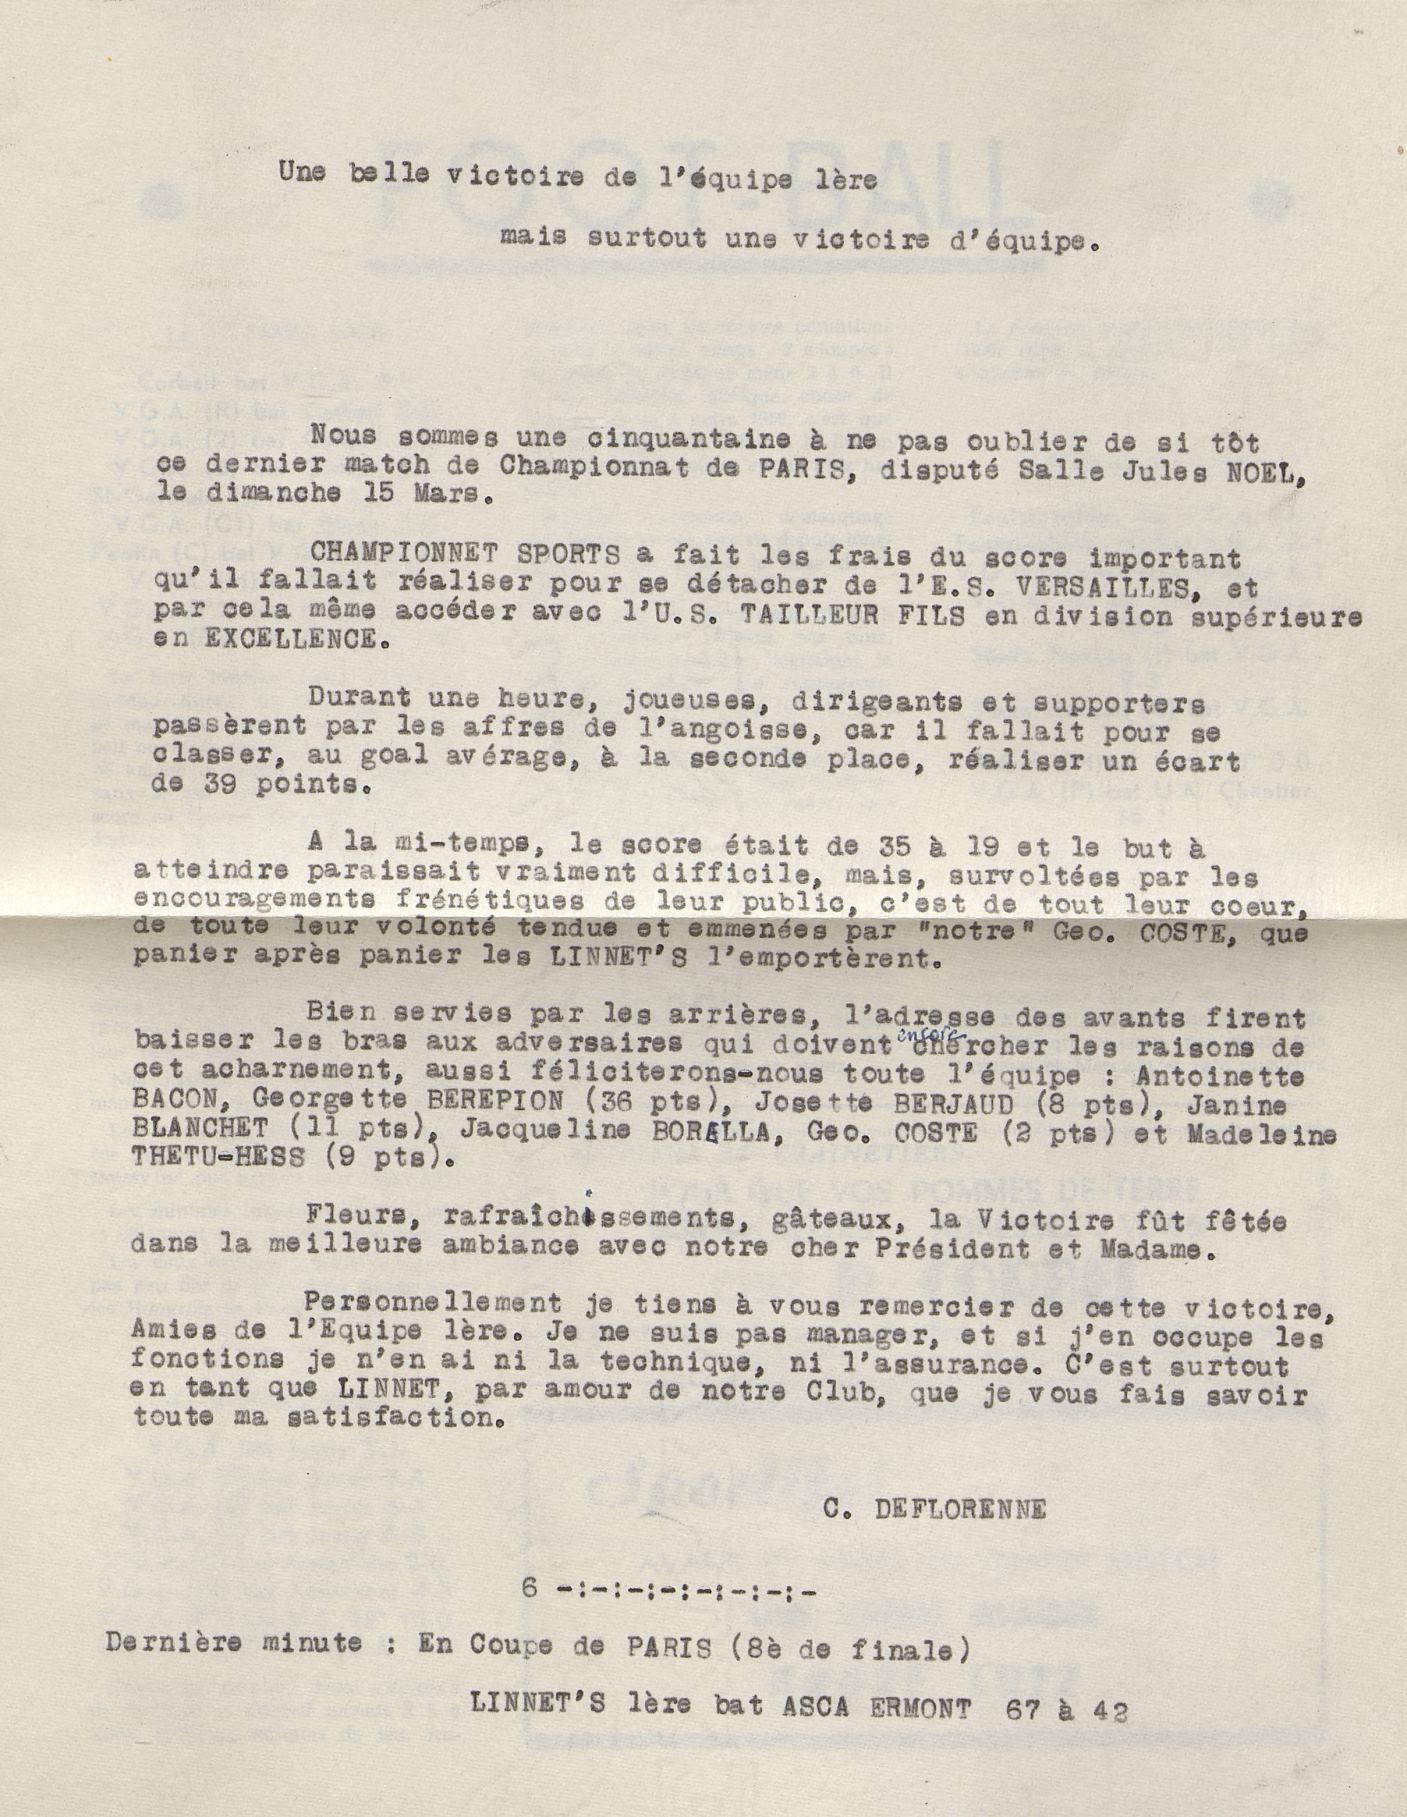 Une belle victoire de l'équipe lère
mais surtout une victoire d'équipe.
Nous sommes une cinquantaine à ne pas oublier de si tôt
ce dernier match de Championnat de PARIS, disputé Salle Jules NOEL,
le dimanche 15 Mars.
CHAMPIONNET SPORTS a fait les frais du score important
qu'il fallait réaliser pour se détacher de l'E.S. VERSAILLES, et
par cela même accéder avec l'U.S. TAILLEUR FILS en division supérieure
en EXCELLENCE.
Durant une heure, joueuses, dirigeants et supporters
passèrent par les affres de l'angoisse, car il fallait pour se
classer, au goal avérage, à la seconde place, réaliser un écart
de 39 points.
A la mi-temps, le score était de 35 à 19 et le but à
atteindre paraissait vraiment difficile, mais, survoltées par les
encouragements frénétiques de leur public, c'est de tout leur coeur,
de toute leur volonté tendue et emmenées par "notre" Geo. COSTE, que
panier après panier les LINNET'S l'emportèrent.
Bien servies par les arrières, l'adresse des avants firent
baisser les bras aux adversaires qui doivent encore chercher les raisons de
cet acharnement, aussi féliciterons-nous toute l'équipe : Antoinette
BACON, Georgette BEREPION (36 pts), Josette BERJAUD (8 pts), Janine
BLANCHET (11 pts), Jacqueline BORELLA, Geo. COSTE (2 pts) et Madeleine
THETU-HESS (9 pts).
Fleurs, rafraîchissements, gâteaux, la Victoire fût fêtée
dans la meilleure ambiance avec notre cher Président et Madame.
Personnellement je tiens à vous remercier de cette victoire,
Amies de l'Equipe lère. Je ne suis pas manager, et si j'en occupe les
fonctions je n'en ai ni la technique, ni l'assurance. C'est surtout
en tant que LINNET, par amour de notre Club, que je vous fais savoir
toute ma satisfaction.
C. DEFLORENNE
6 -:-:-:-:-:-:-:-
Dernière minute : En Coupe de PARIS (8è de finale)
LINNET'S lère bat ASCA ERMONT 67 à 42